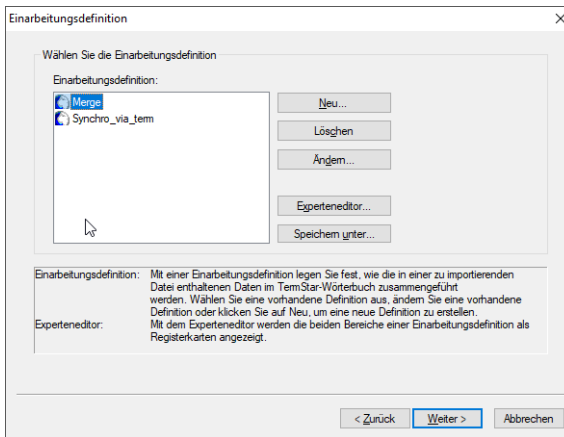 Einarbeitungsdefinition
Wählen Sie die Einarbeitungsdefinition
Einarbeitungsdefinition:
Merge
Synchro_via_term
Neu...
Löschen
Ändern...
Experteneditor...
Speichern unter...
Einarbeitungsdefinition: Mit einer Einarbeitungsdefinition legen Sie fest, wie die in einer zu importierenden
Datei enthaltenen Daten im TermStar-Wörterbuch zusammengeführt
werden. Wählen Sie eine vorhandene Definition aus, ändern Sie eine vorhandene
Definition oder klicken Sie auf Neu, um eine neue Definition zu erstellen.
Experteneditor: Mit dem Experteneditor werden die beiden Bereiche einer Einarbeitungsdefinition als
Registerkarten angezeigt.
< Zurück
Weiter >
Abbrechen